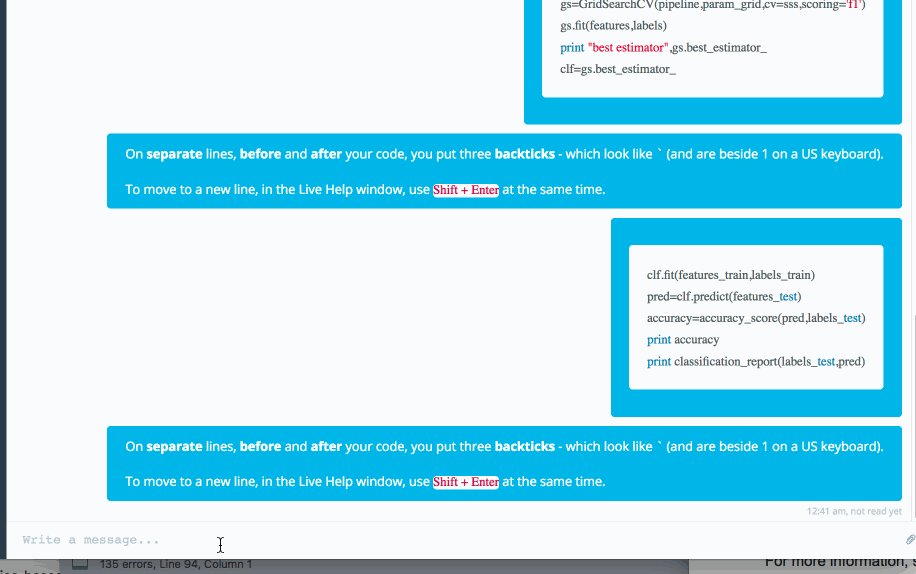 gs=GridSearchCV(pipeline,param_grid,cv=sss,scoring='f1')
gs.fit(features,labels)
print "best estimator",gs.best_estimator_
clf=gs.best_estimator_
On separate lines, before and after your code, you put three backticks - which look like ` (and are beside 1 on a US keyboard).
To move to a new line, in the Live Help window, use Shift + Enter at the same time.
clf.fit(features_train,labels_train)
pred=clf.predict(features_test)
accuracy=accuracy_score(pred,labels_test)
print accuracy
print classification_report(labels_test,pred)
On separate lines, before and after your code, you put three backticks - which look like ` (and are beside 1 on a US keyboard).
To move to a new line, in the Live Help window, use Shift + Enter at the same time.
12:41 am, not read yet
Write a message...
135 errors, Line 94, Column 1
For more information,